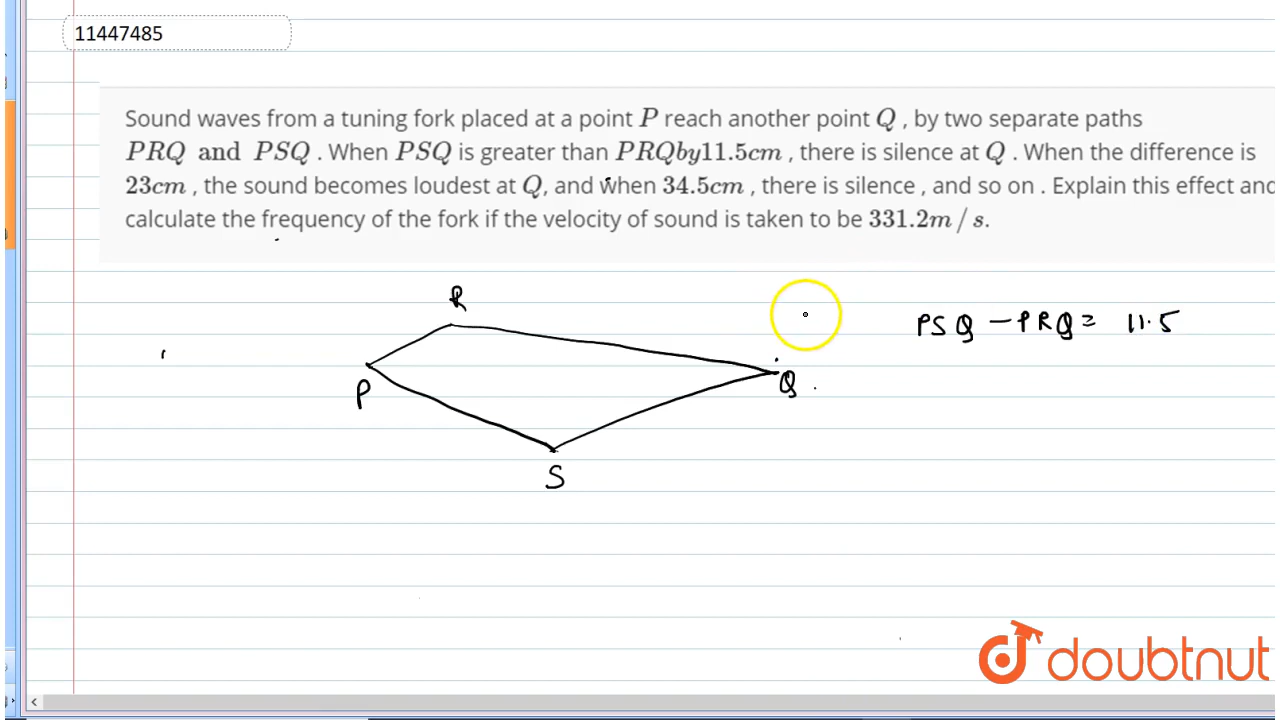 11447485
Sound waves from a tuning fork placed at a point P reach another point Q , by two separate paths
PRQ and PSQ . When PSQ is greater than PRQby11.5cm , there is silence at Q . When the difference is
23cm , the sound becomes loudest at Q, and when 34.5cm , there is silence , and so on . Explain this effect and
calculate the frequency of the fork if the velocity of sound is taken to be 331.2m / s.
R
PSQ - PRQ = 11.5
P
Q
S
doubtnut